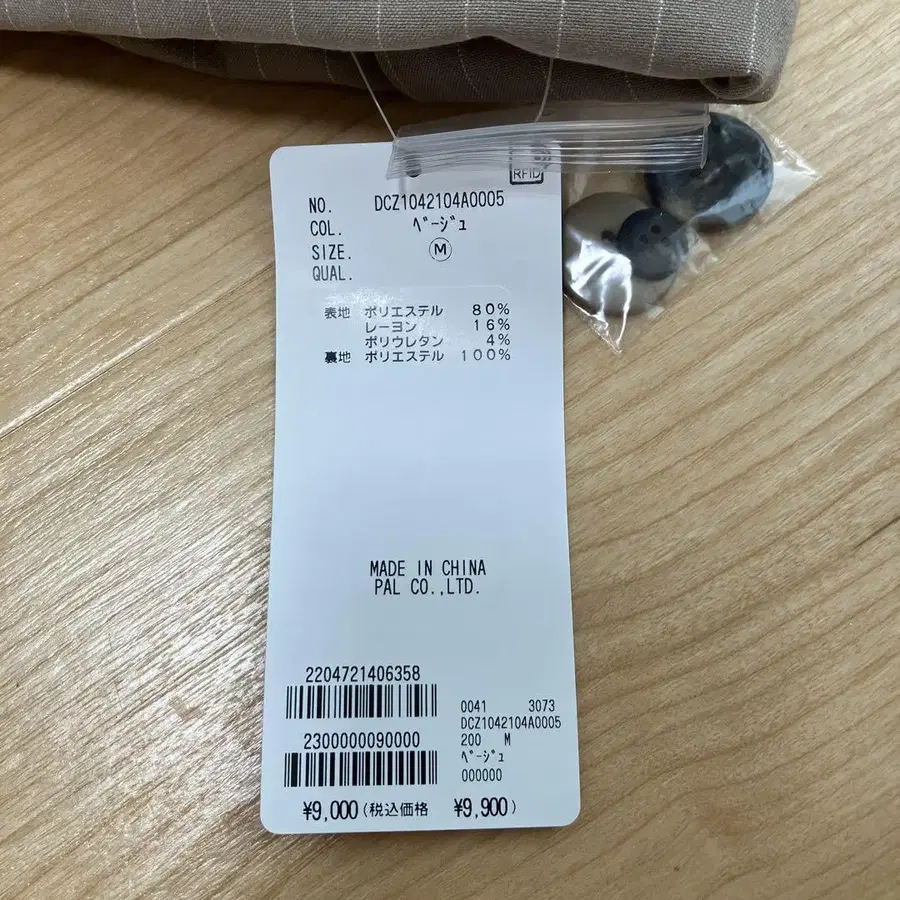 RFID
NO. DCZ1042104A0005
COL. ﾍﾞｰｼﾞｭ
SIZE. Ⓜ
QUAL.
表地 ポリエステル 80%
レーヨン 16%
ポリウレタン 4%
裏地 ポリエステル 100%
MADE IN CHINA
PAL CO.,LTD.
2204721406358
2300000090000
0041 3073
DCZ1042104A0005
200 M
ﾍﾞｰｼﾞｭ
000000
¥9,000(税込価格 ¥9,900)